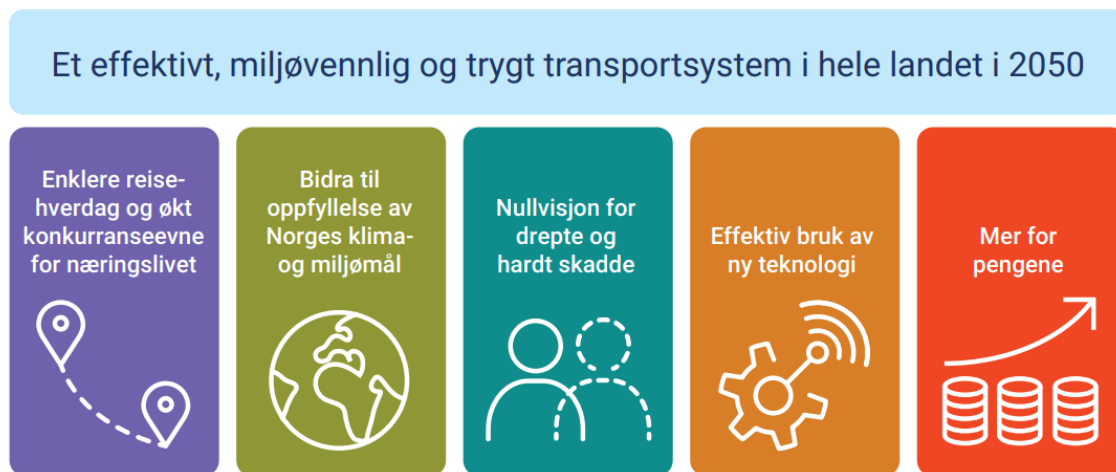 Et effektivt, miljøvennlig og trygt transportsystem i hele landet i 2050
Enklere reise-
hverdag og økt
konkurranseevne
for næringslivet
Bidra til
oppfyllelse av
Norges klima-
og miljømål
Nullvisjon for
drepte og
hardt skadde
Effektiv bruk av
ny teknologi
Mer for
pengene